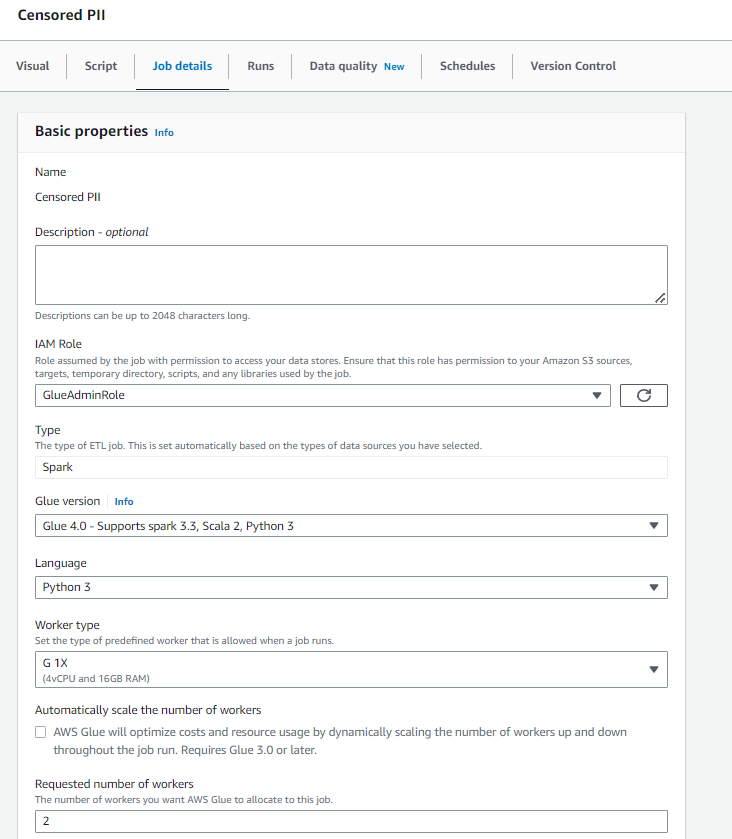 Censored PII
Visual Script Job details Runs Data quality New Schedules Version Control
Basic properties Info
Name
Censored PII
Description - optional
Descriptions can be up to 2048 characters long.
IAM Role
Role assumed by the job with permission to access your data stores. Ensure that this role has permission to your Amazon S3 sources,
targets, temporary directory, scripts, and any libraries used by the job.
GlueAdminRole
Type
The type of ETL job. This is set automatically based on the types of data sources you have selected.
Spark
Glue version Info
Glue 4.0 - Supports spark 3.3, Scala 2, Python 3
Language
Python 3
Worker type
Set the type of predefined worker that is allowed when a job runs.
G 1X
(4vCPU and 16GB RAM)
Automatically scale the number of workers
AWS Glue will optimize costs and resource usage by dynamically scaling the number of workers up and down
throughout the job run. Requires Glue 3.0 or later.
Requested number of workers
The number of workers you want AWS Glue to allocate to this job.
2